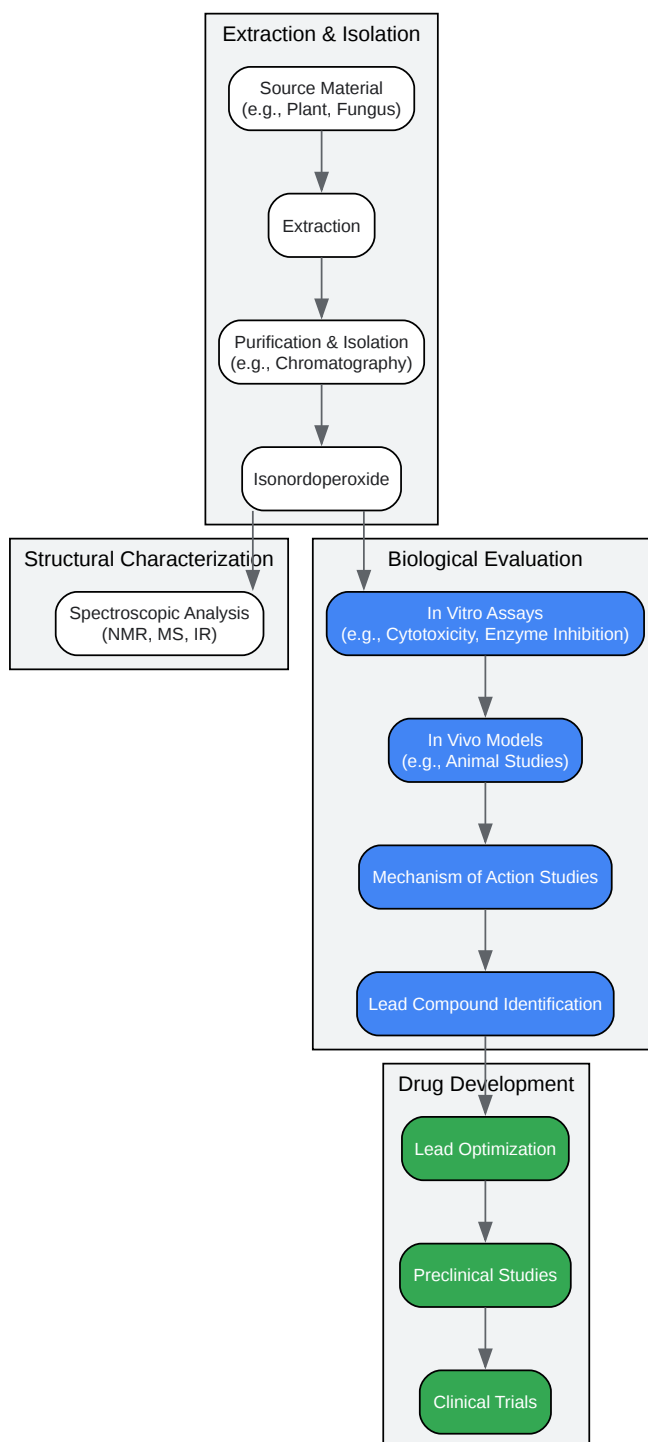 Extraction & Isolation
Source Material
(e.g., Plant, Fungus)
Extraction
Purification & Isolation
(e.g., Chromatography)
Isonordoperoxide
Structural Characterization
Spectroscopic Analysis
(NMR, MS, IR)
Biological Evaluation
In Vitro Assays
(e.g., Cytotoxicity, Enzyme Inhibition)
In Vivo Models
(e.g., Animal Studies)
Mechanism of Action Studies
Lead Compound Identification
Drug Development
Lead Optimization
Preclinical Studies
Clinical Trials